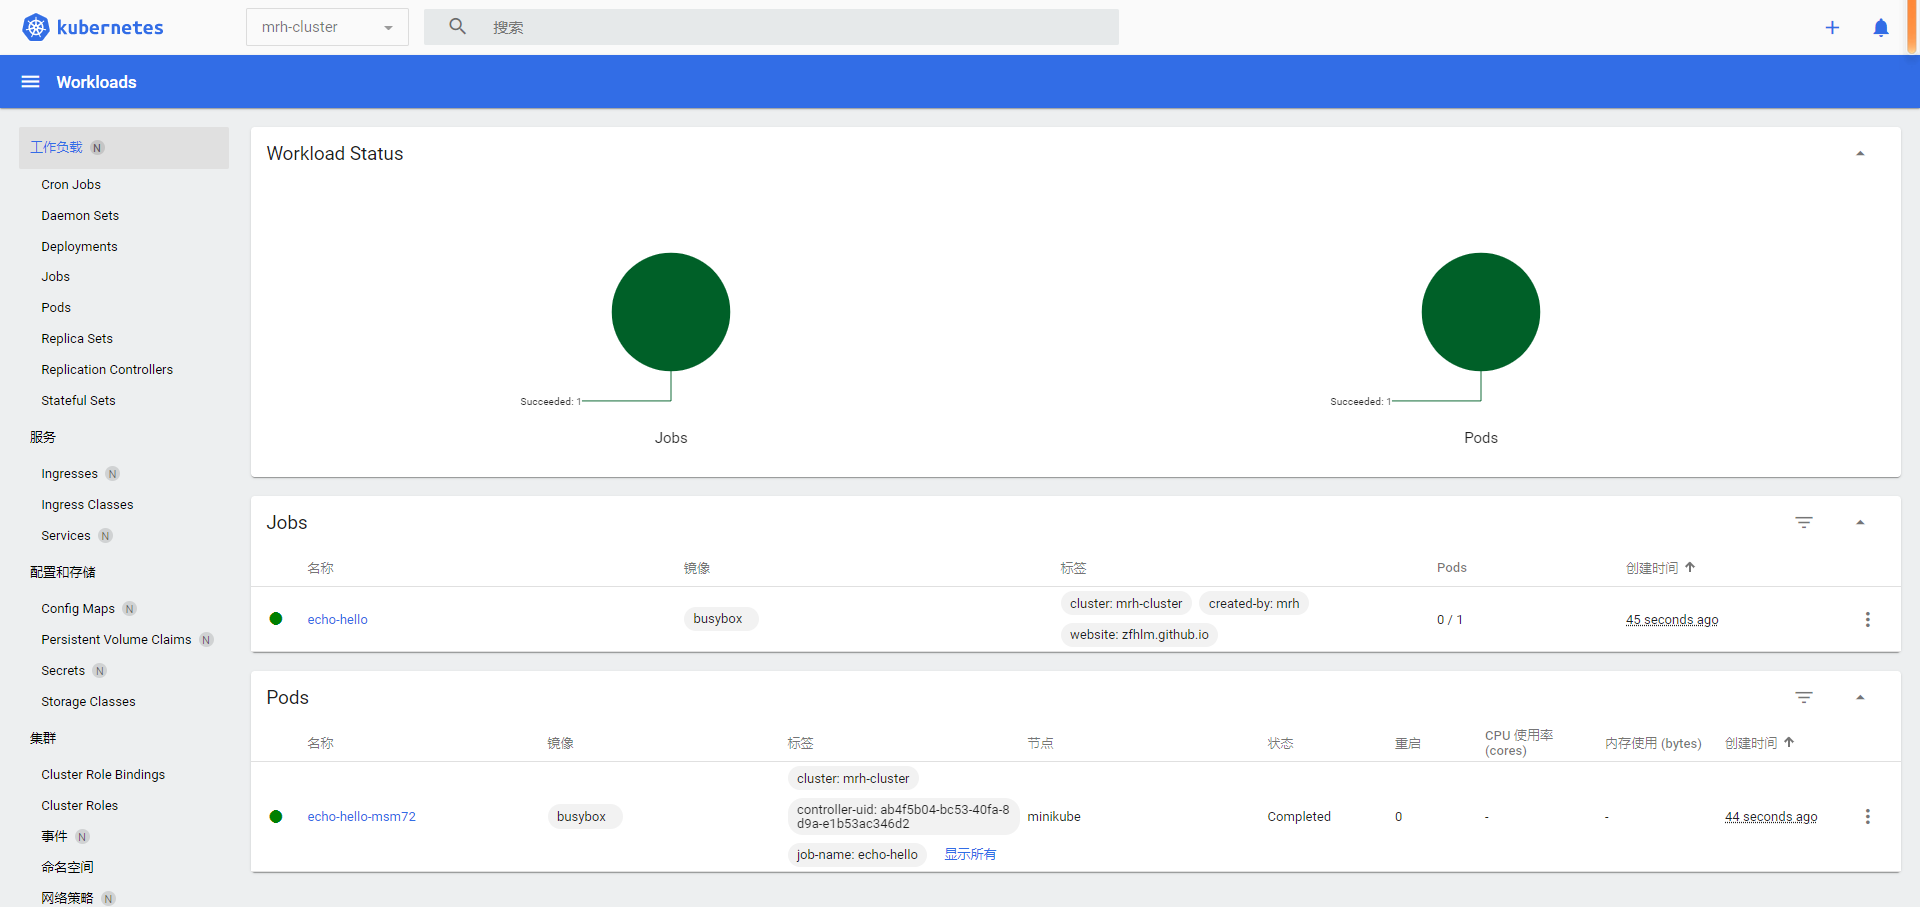 kubernetes
mrh-cluster
搜索
Workloads
工作负载 N
Cron Jobs
Daemon Sets
Deployments
Jobs
Pods
Replica Sets
Replication Controllers
Stateful Sets
服务
Ingresses N
Ingress Classes
Services N
配置和存储
Config Maps N
Persistent Volume Claims N
Secrets N
Storage Classes
集群
Cluster Role Bindings
Cluster Roles
事件 N
命名空间
网络策略 N
Workload Status
Succeeded: 1
Jobs
Succeeded: 1
Pods
Jobs
名称 镜像 标签 Pods 创建时间
echo-hello busybox cluster: mrh-cluster created-by: mrh website: zfhlm.github.io 0 / 1 45 seconds ago
Pods
名称 镜像 标签 节点 状态 重启 CPU 使用率 (cores) 内存使用 (bytes) 创建时间
cluster: mrh-cluster
controller-uid: ab4f5b04-bc53-40fa-8
d9a-e1b53ac346d2
echo-hello-msm72 busybox minikube Completed 0 - - 44 seconds ago
job-name: echo-hello 显示所有